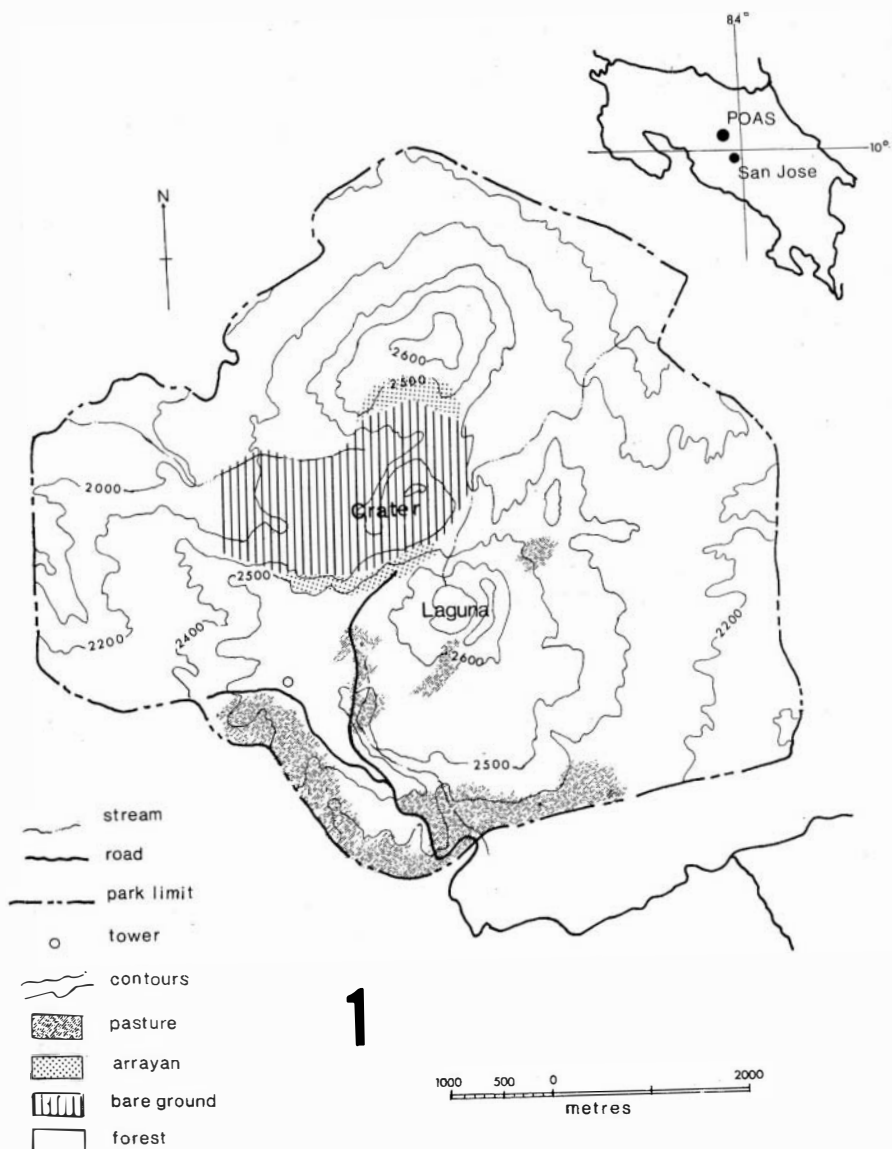 84°
POAS
10°
San Jose
N
2600
2500
2000
Crater
2500
Laguna
2200
2400
2600
2200
2500
stream
road
park limit
tower
contours
pasture
arrayan
bare ground
forest
1
1000 500 0 2000
metres